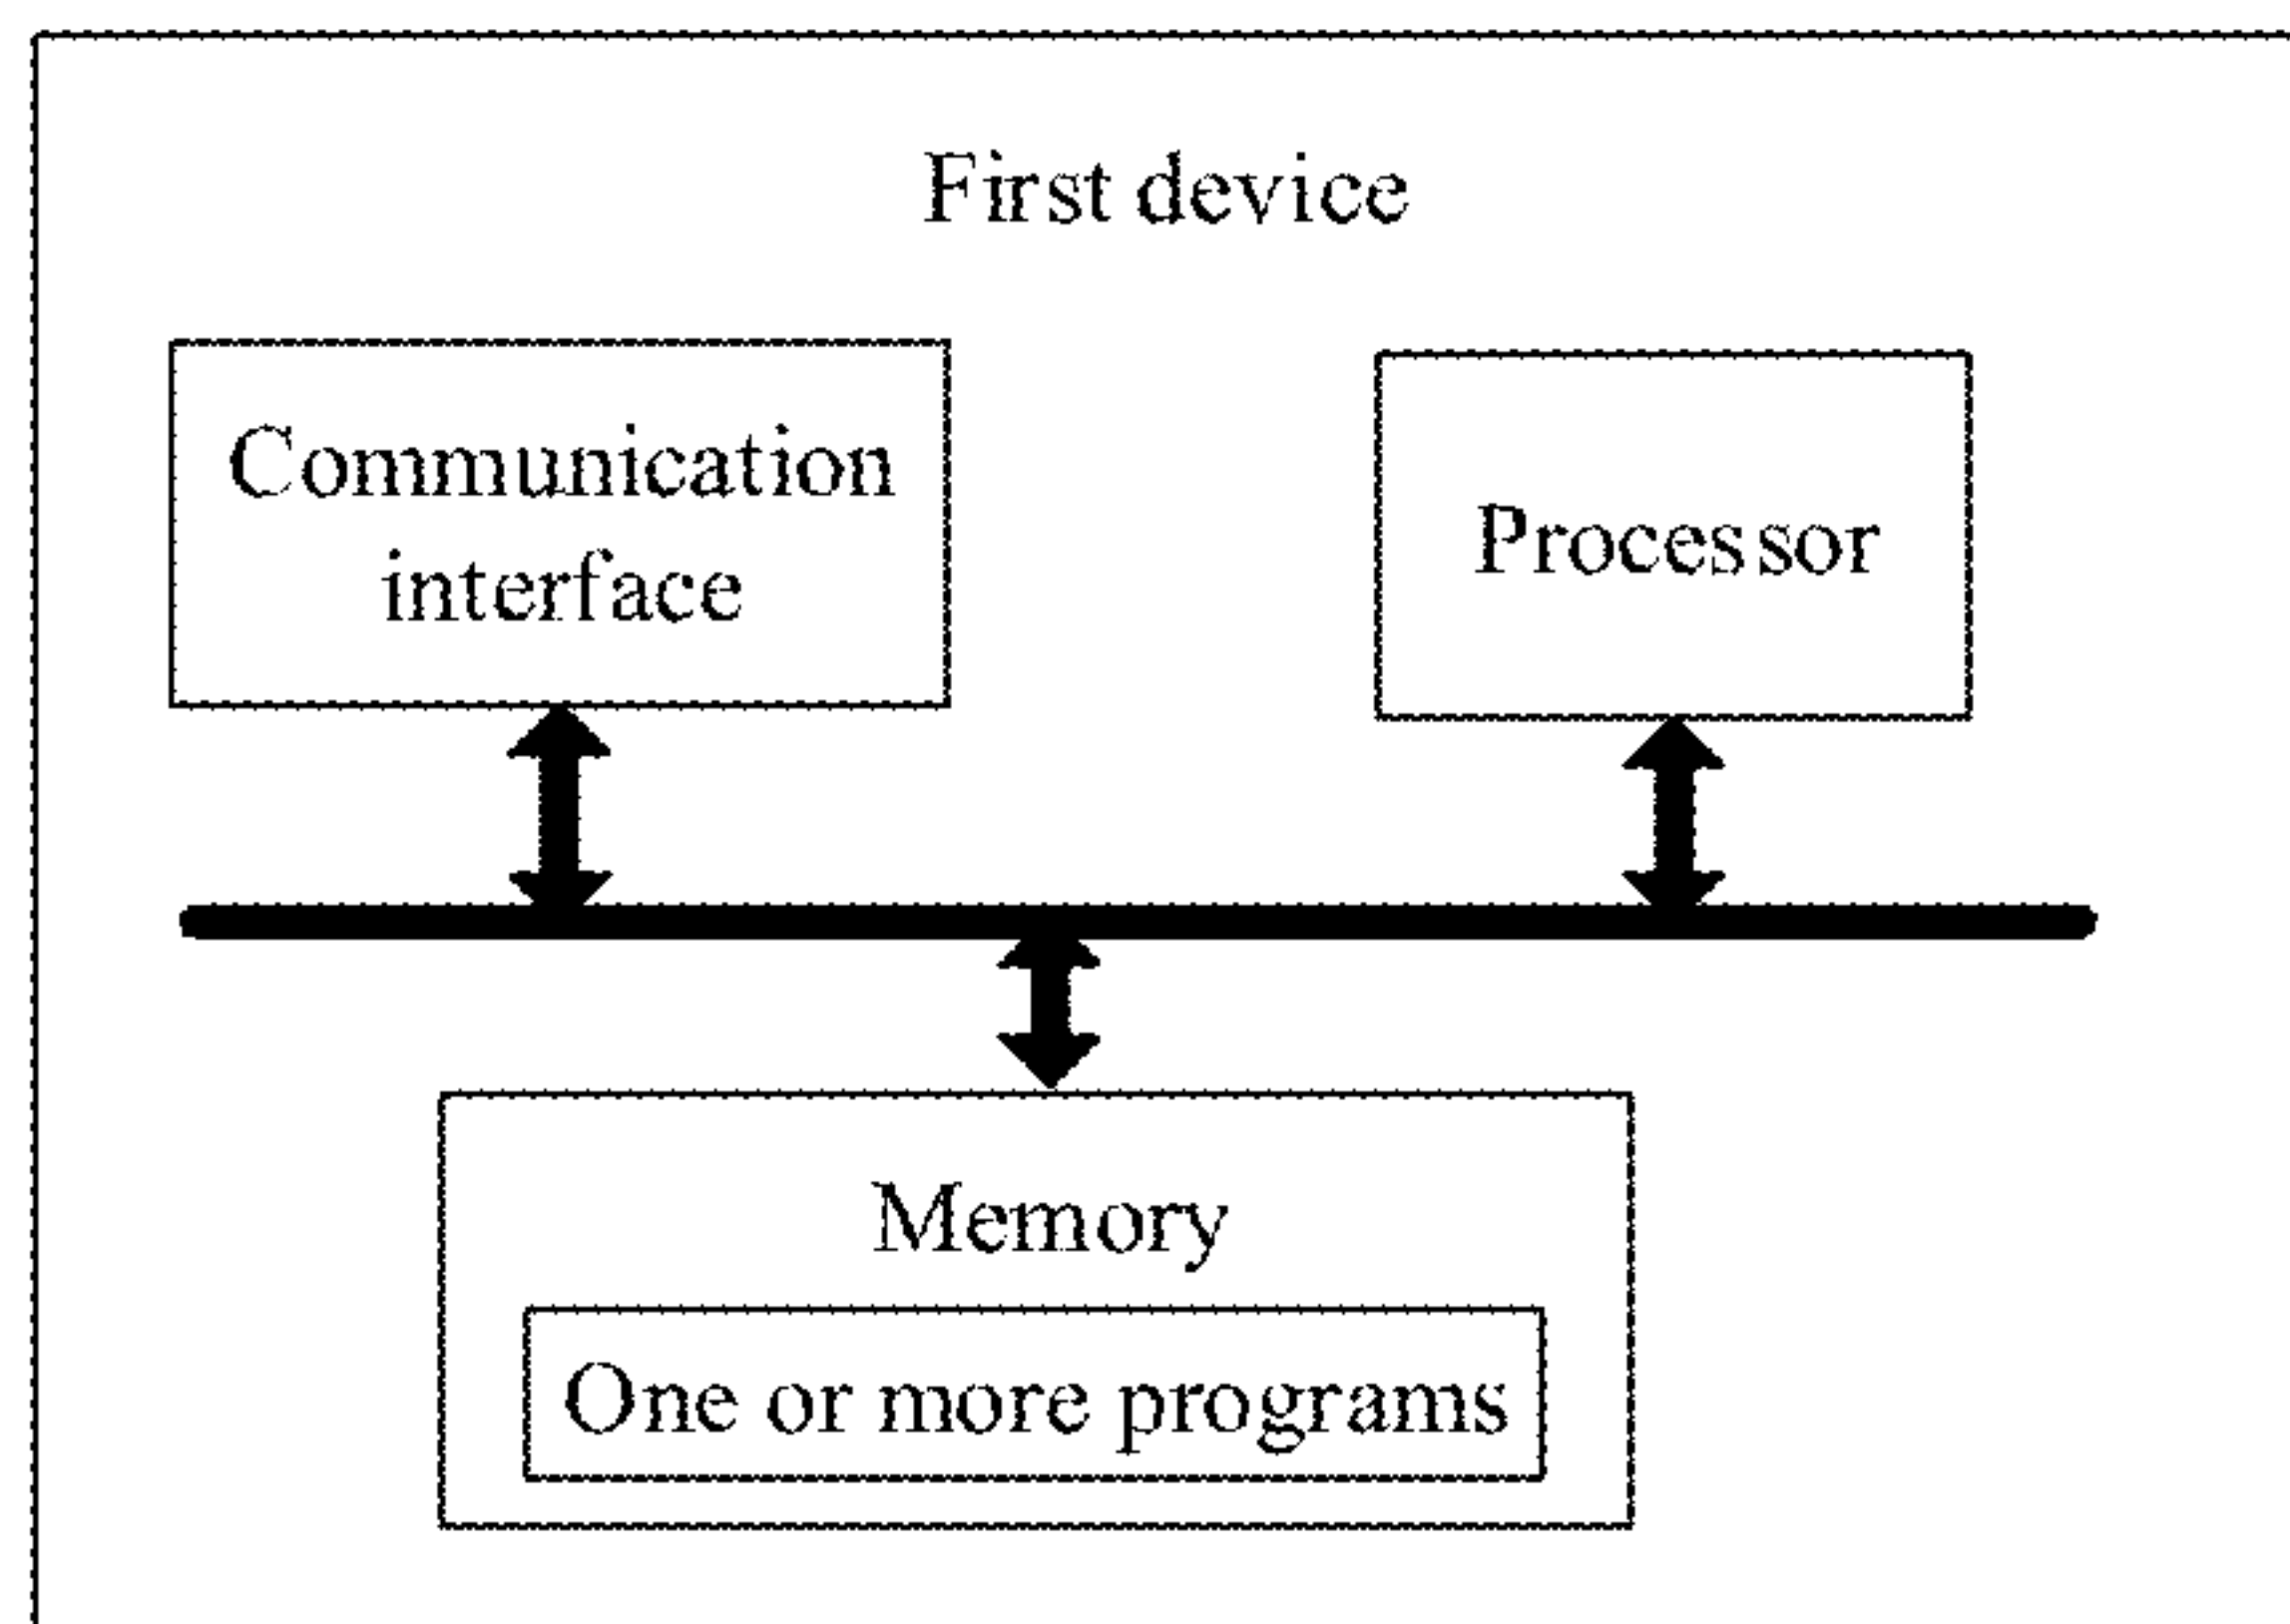 First device
Communication
interface
Processor
Memory
One or more programs